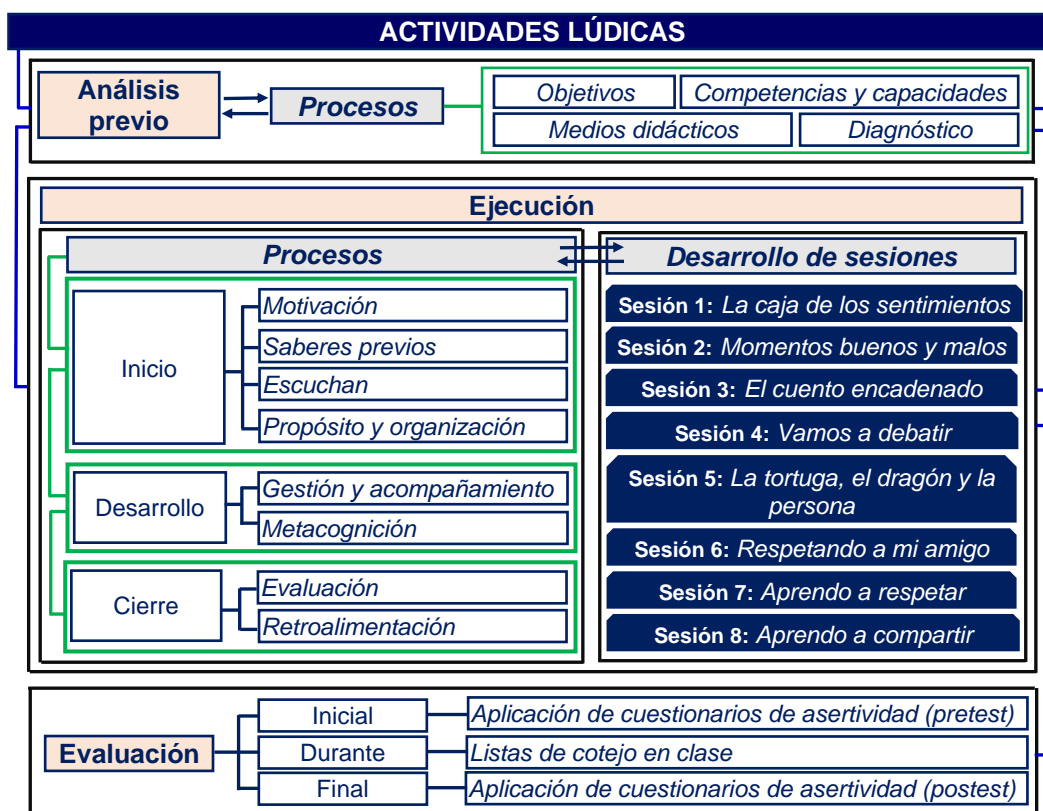 ACTIVIDADES LÚDICAS
Análisis
previo
Procesos
Objetivos
Competencias y capacidades
Medios didácticos
Diagnóstico
Ejecución
Procesos
Inicio
Motivación
Saberes previos
Escuchan
Propósito y organización
Desarrollo
Gestión y acompañamiento
Metacognición
Cierre
Evaluación
Retroalimentación
Desarrollo de sesiones
Sesión 1: La caja de los sentimientos
Sesión 2: Momentos buenos y malos
Sesión 3: El cuento encadenado
Sesión 4: Vamos a debatir
Sesión 5: La tortuga, el dragón y la
persona
Sesión 6: Respetando a mi amigo
Sesión 7: Aprendo a respetar
Sesión 8: Aprendo a compartir
Evaluación
Inicial
Aplicación de cuestionarios de asertividad (pretest)
Durante
Listas de cotejo en clase
Final
Aplicación de cuestionarios de asertividad (postest)